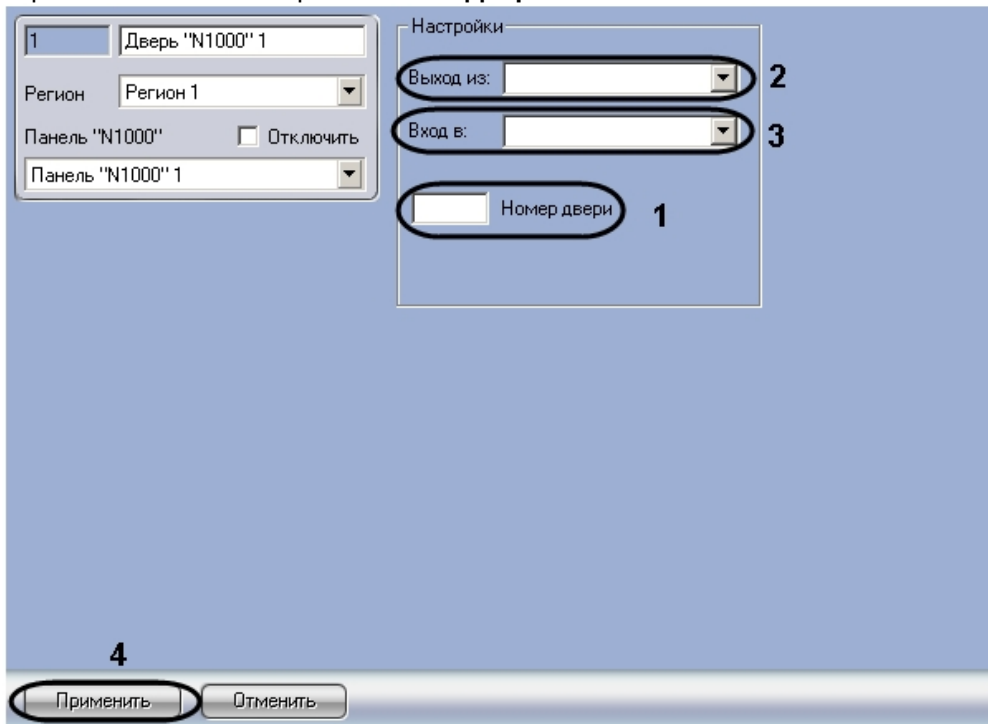 1 Дверь "N1000" 1
Регион Регион 1
Панель "N1000" Отключить
Панель "N1000" 1
Настройки
Выход из: 2
Вход в: 3
Номер двери 1
4
Применить Отменить